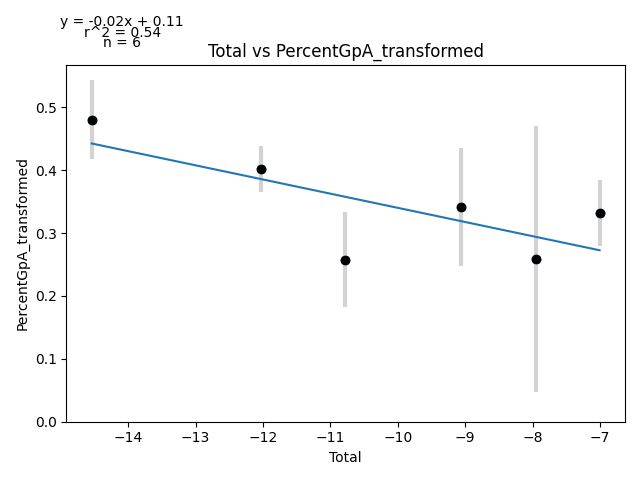 y = -0.02x + 0.11
r^2 = 0.54
n = 6
Total vs PercentGpA_transformed
PercentGpA_transformed
0.5
0.4
0.3
0.2
0.1
0.0
−14 −13 −12 −11 −10 −9 −8 −7
Total